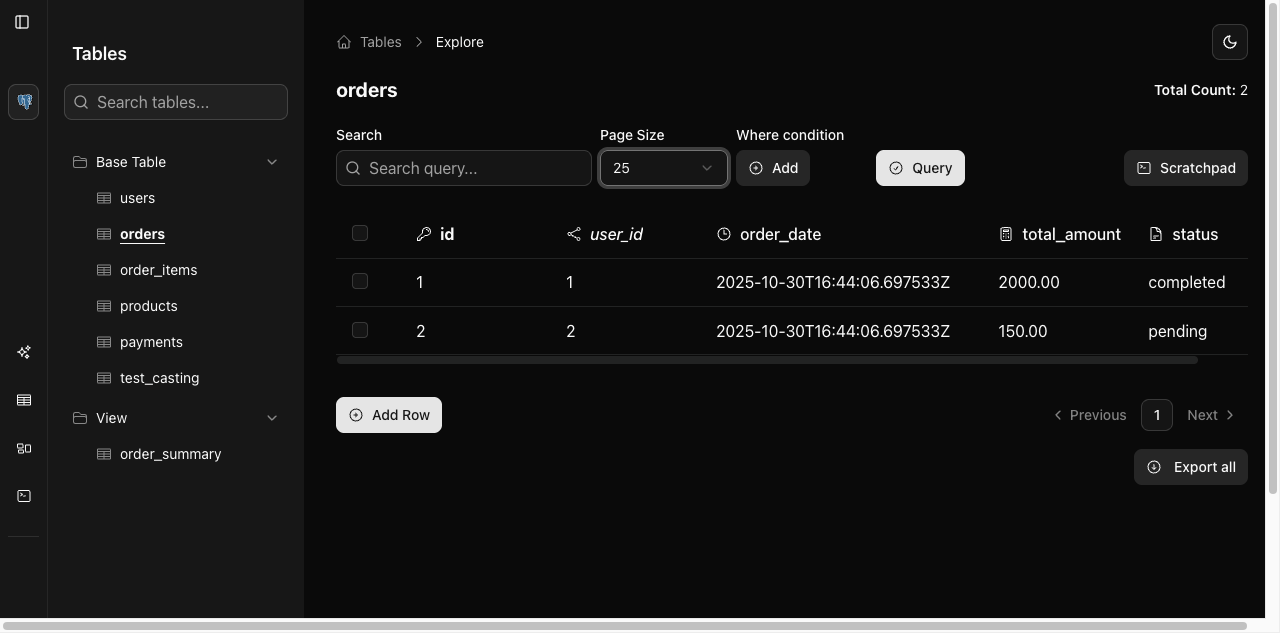 Tables
Search tables...
Base Table
users
orders
order_items
products
payments
test_casting
View
order_summary
Tables > Explore
orders
Total Count: 2
Search
Page Size
Where condition
Search query...
25
Add
Query
Scratchpad
id user_id order_date total_amount status
1 1 2025-10-30T16:44:06.697533Z 2000.00 completed
2 2 2025-10-30T16:44:06.697533Z 150.00 pending
Add Row
Previous 1 Next
Export all